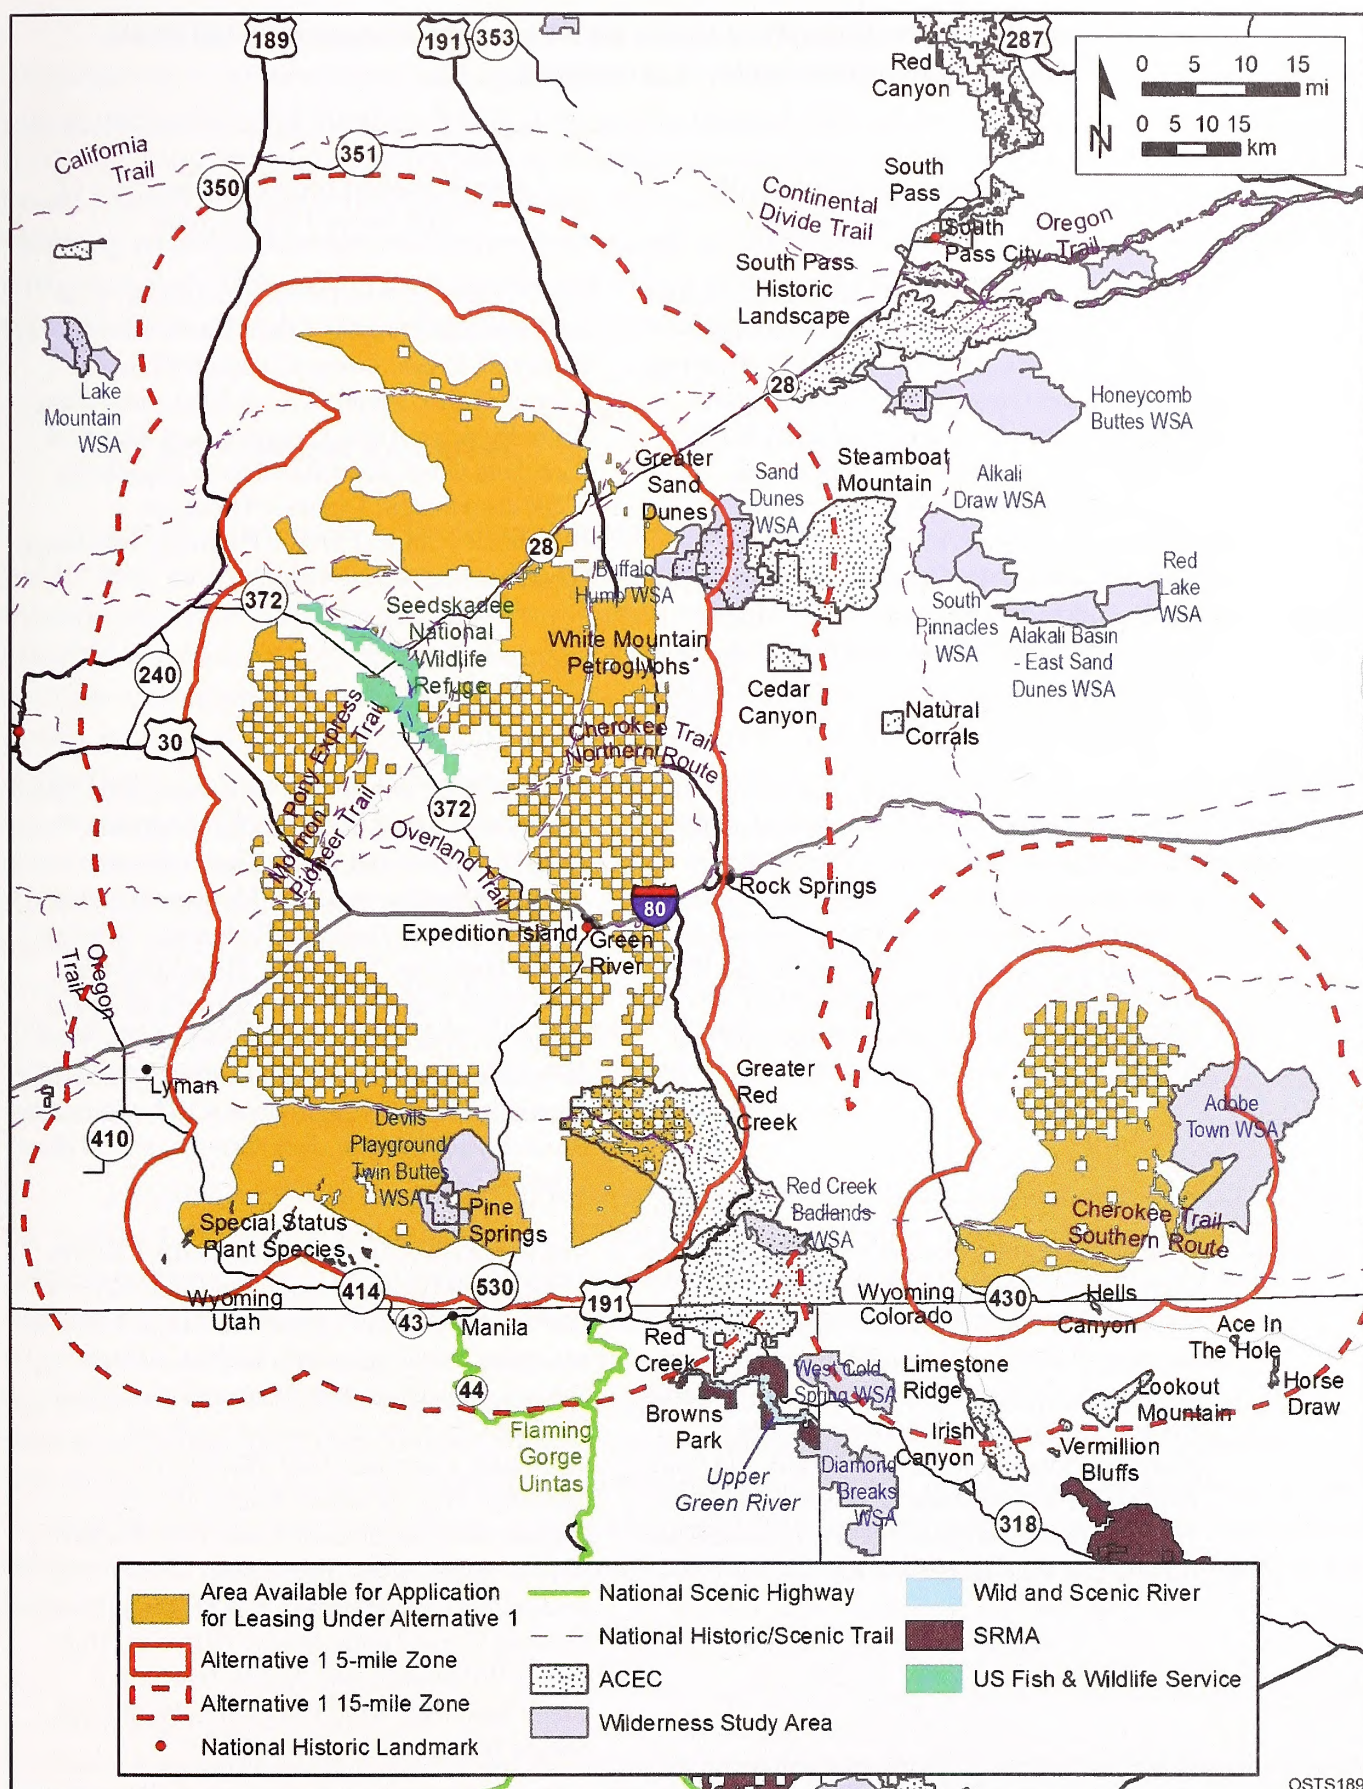 189
191
353
287
Red
Canyon
0 5 10 15
mi
0 5 10 15
km
N
California
Trail
351
350
South
Pass
Continental
Divide Trail
South
Pass City
Oregon
Trail
South Pass
Historic
Landscape
28
Lake
Mountain
WSA
Honeycomb
Buttes WSA
Greater
Sand
Dunes
Sand
Dunes
WSA
Steamboat
Mountain
Alkali
Draw WSA
28
Buffalo
Hump WSA
Red
Lake
WSA
372
Seedskadee
National
Wildlife
Refuge
South
Pinnacles
WSA
Alakali Basin
- East Sand
Dunes WSA
White Mountain
Petroglyphs
240
Cedar
Canyon
Natural
Corrals
30
Pony Express
Trail
Mormon
Pioneer Trail
Cherokee Trail -
Northern Route
372
Overland Trail
Rock Springs
80
Expedition Island
Green
River
Oregon
Trail
Lyman
410
Greater
Red
Creek
Devils
Playground
Twin Buttes
WSA
Adobe
Town WSA
Pine
Springs
Red Creek
Badlands
WSA
Special Status
Plant Species
Cherokee Trail
Southern Route
414
530
191
430
Wyoming
Utah
Wyoming
Colorado
Hells
Canyon
43
Manila
Red
Creek
Ace In
The Hole
44
West Cold
Spring WSA
Limestone
Ridge
Lookout
Mountain
Horse
Draw
Browns
Park
Irish
Canyon
Vermillion
Bluffs
Flaming
Gorge
Uintas
Upper
Green River
Diamond
Breaks
WSA
318
Area Available for Application
for Leasing Under Alternative 1
Alternative 1 5-mile Zone
Alternative 1 15-mile Zone
National Historic Landmark
National Scenic Highway
National Historic/Scenic Trail
ACEC
Wilderness Study Area
Wild and Scenic River
SRMA
US Fish & Wildlife Service